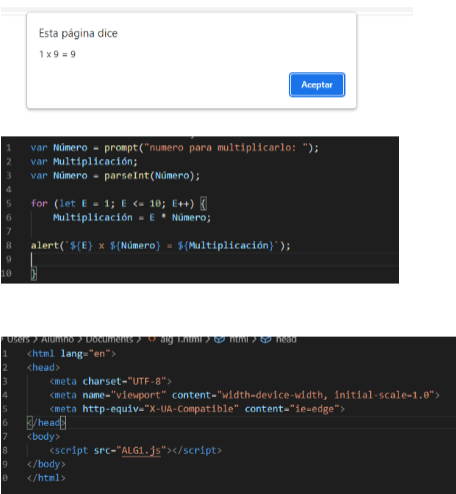 Esta página dice
1 x 9 = 9
Aceptar
1 var Número = prompt("numero para multiplicarlo: ");
2 var Multiplicación;
3 var Número = parseInt(Número);
4
5 for (let E = 1; E <= 10; E++) {
6 Multiplicación = E * Número;
7
8 alert(`${E} x ${Número} = ${Multiplicación}`);
9
10 }
Users > Alumno > Documents > alg 1.html > html > head
1 <html lang="en">
2 <head>
3 <meta charset="UTF-8">
4 <meta name="viewport" content="width=device-width, initial-scale=1.0">
5 <meta http-equiv="X-UA-Compatible" content="ie=edge">
6 </head>
7 <body>
8 <script src="ALG1.js"></script>
9 </body>
0 </html>